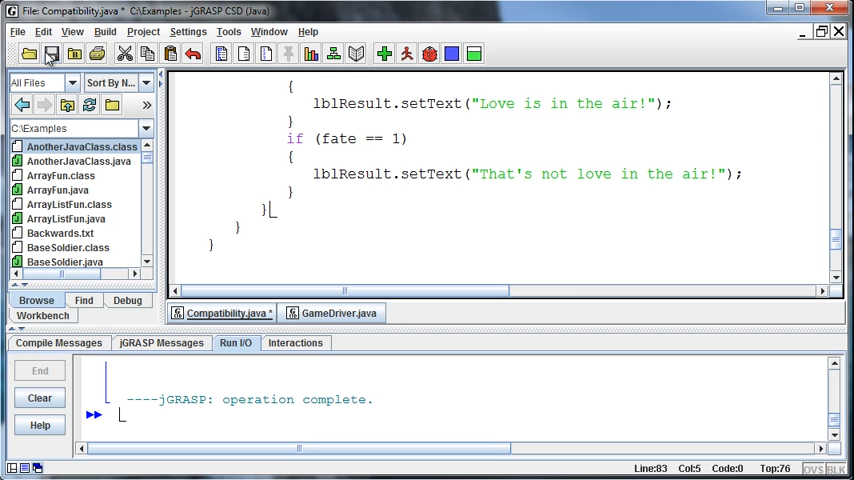 File: Compatibility.java *  C:\Examples - jGRASP CSD (Java)
File Edit View Build Project Settings Tools Window Help
All Files Sort By N...
C:\Examples
AnotherJavaClass.class
AnotherJavaClass.java
ArrayFun.class
ArrayFun.java
ArrayListFun.class
ArrayListFun.java
Backwards.txt
BaseSoldier.class
BaseSoldier.java
Browse Find Debug
Workbench
{
lblResult.setText("Love is in the air!");
}
if (fate == 1)
{
lblResult.setText("That's not love in the air!");
}
}
}
}
Compatibility.java * GameDriver.java
Compile Messages jGRASP Messages Run I/O Interactions
End
Clear
Help
----jGRASP: operation complete.
Line:83 Col:5 Code:0 Top:76 OVS BLK